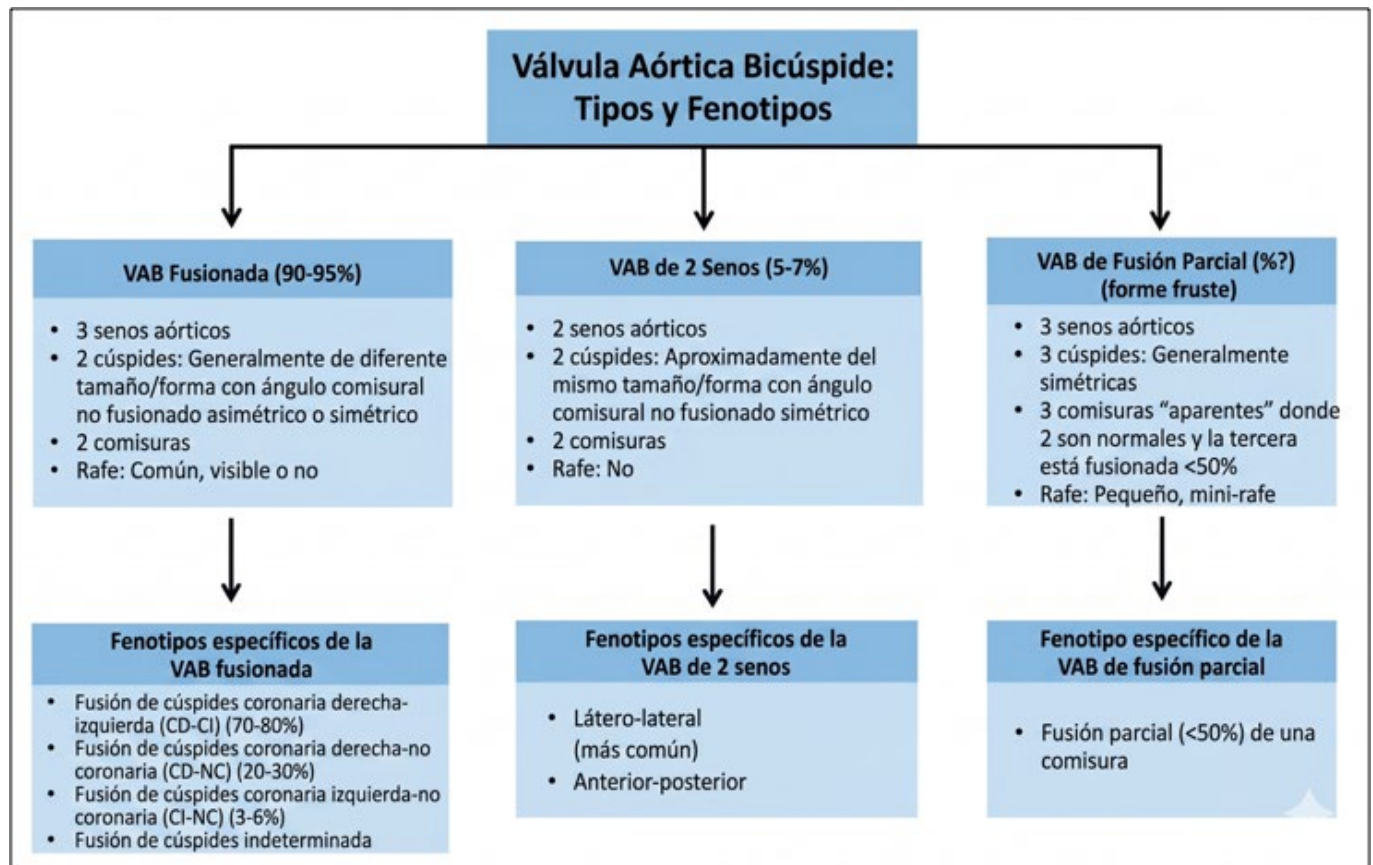 Válvula Aórtica Bicúspide:
Tipos y Fenotipos
VAB Fusionada (90-95%)
• 3 senos aórticos
• 2 cúspides: Generalmente de diferente
tamaño/forma con ángulo comisural
no fusionado asimétrico o simétrico
• 2 comisuras
• Rafe: Común, visible o no
VAB de 2 Senos (5-7%)
• 2 senos aórticos
• 2 cúspides: Aproximadamente del
mismo tamaño/forma con ángulo
comisural no fusionado simétrico
• 2 comisuras
• Rafe: No
VAB de Fusión Parcial (%?)
(forme fruste)
• 3 senos aórticos
• 3 cúspides: Generalmente
simétricas
• 3 comisuras “aparentes” donde
2 son normales y la tercera
está fusionada <50%
• Rafe: Pequeño, mini-rafe
Fenotipos específicos de la
VAB fusionada
• Fusión de cúspides coronaria derecha-
izquierda (CD-CI) (70-80%)
• Fusión de cúspides coronaria derecha-no
coronaria (CD-NC) (20-30%)
• Fusión de cúspides coronaria izquierda-no
coronaria (CI-NC) (3-6%)
• Fusión de cúspides indeterminada
Fenotipos específicos de la
VAB de 2 senos
• Látero-lateral
(más común)
• Anterior-posterior
Fenotipo específico de la
VAB de fusión parcial
• Fusión parcial (<50%) de una
comisura